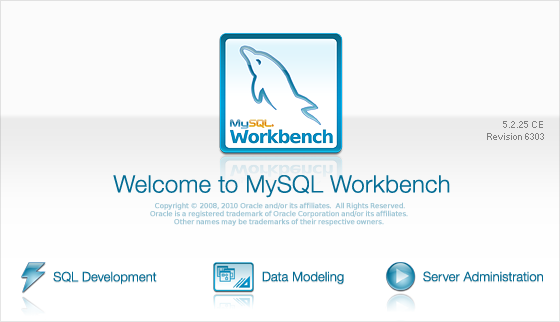 MySQL
Workbench
5.2.25 CE
Revision 6303
Welcome to MySQL Workbench
Copyright © 2008, 2010 Oracle and/or its affiliates. All Rights Reserved.
Oracle is a registered trademark of Oracle Corporation and/or its affiliates.
Other names may be trademarks of their respective owners.
SQL Development
Data Modeling
Server Administration